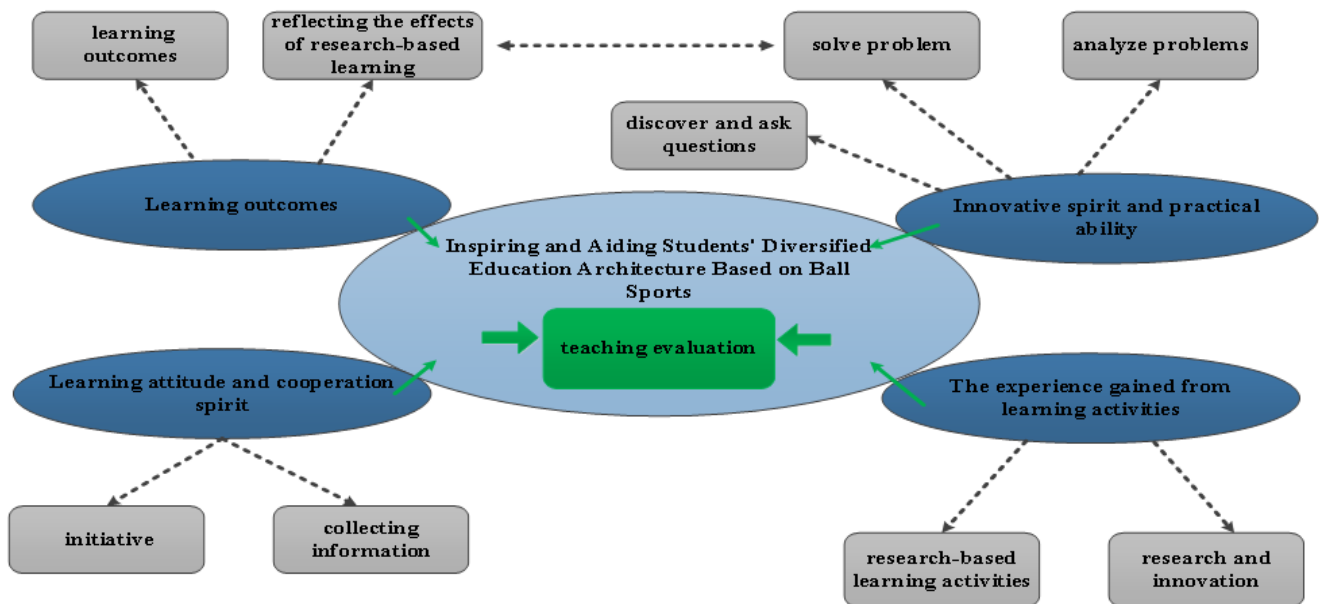 learning
outcomes
reflecting the effects
of research-based
learning
solve problem
analyze problems
discover and ask
questions
Learning outcomes
Innovative spirit and practical
ability
Inspiring and Aiding Students' Diversified
Education Architecture Based on Ball
Sports
teaching evaluation
Learning attitude and cooperation
spirit
The experience gained from
learning activities
initiative
collecting
information
research-based
learning activities
research and
innovation